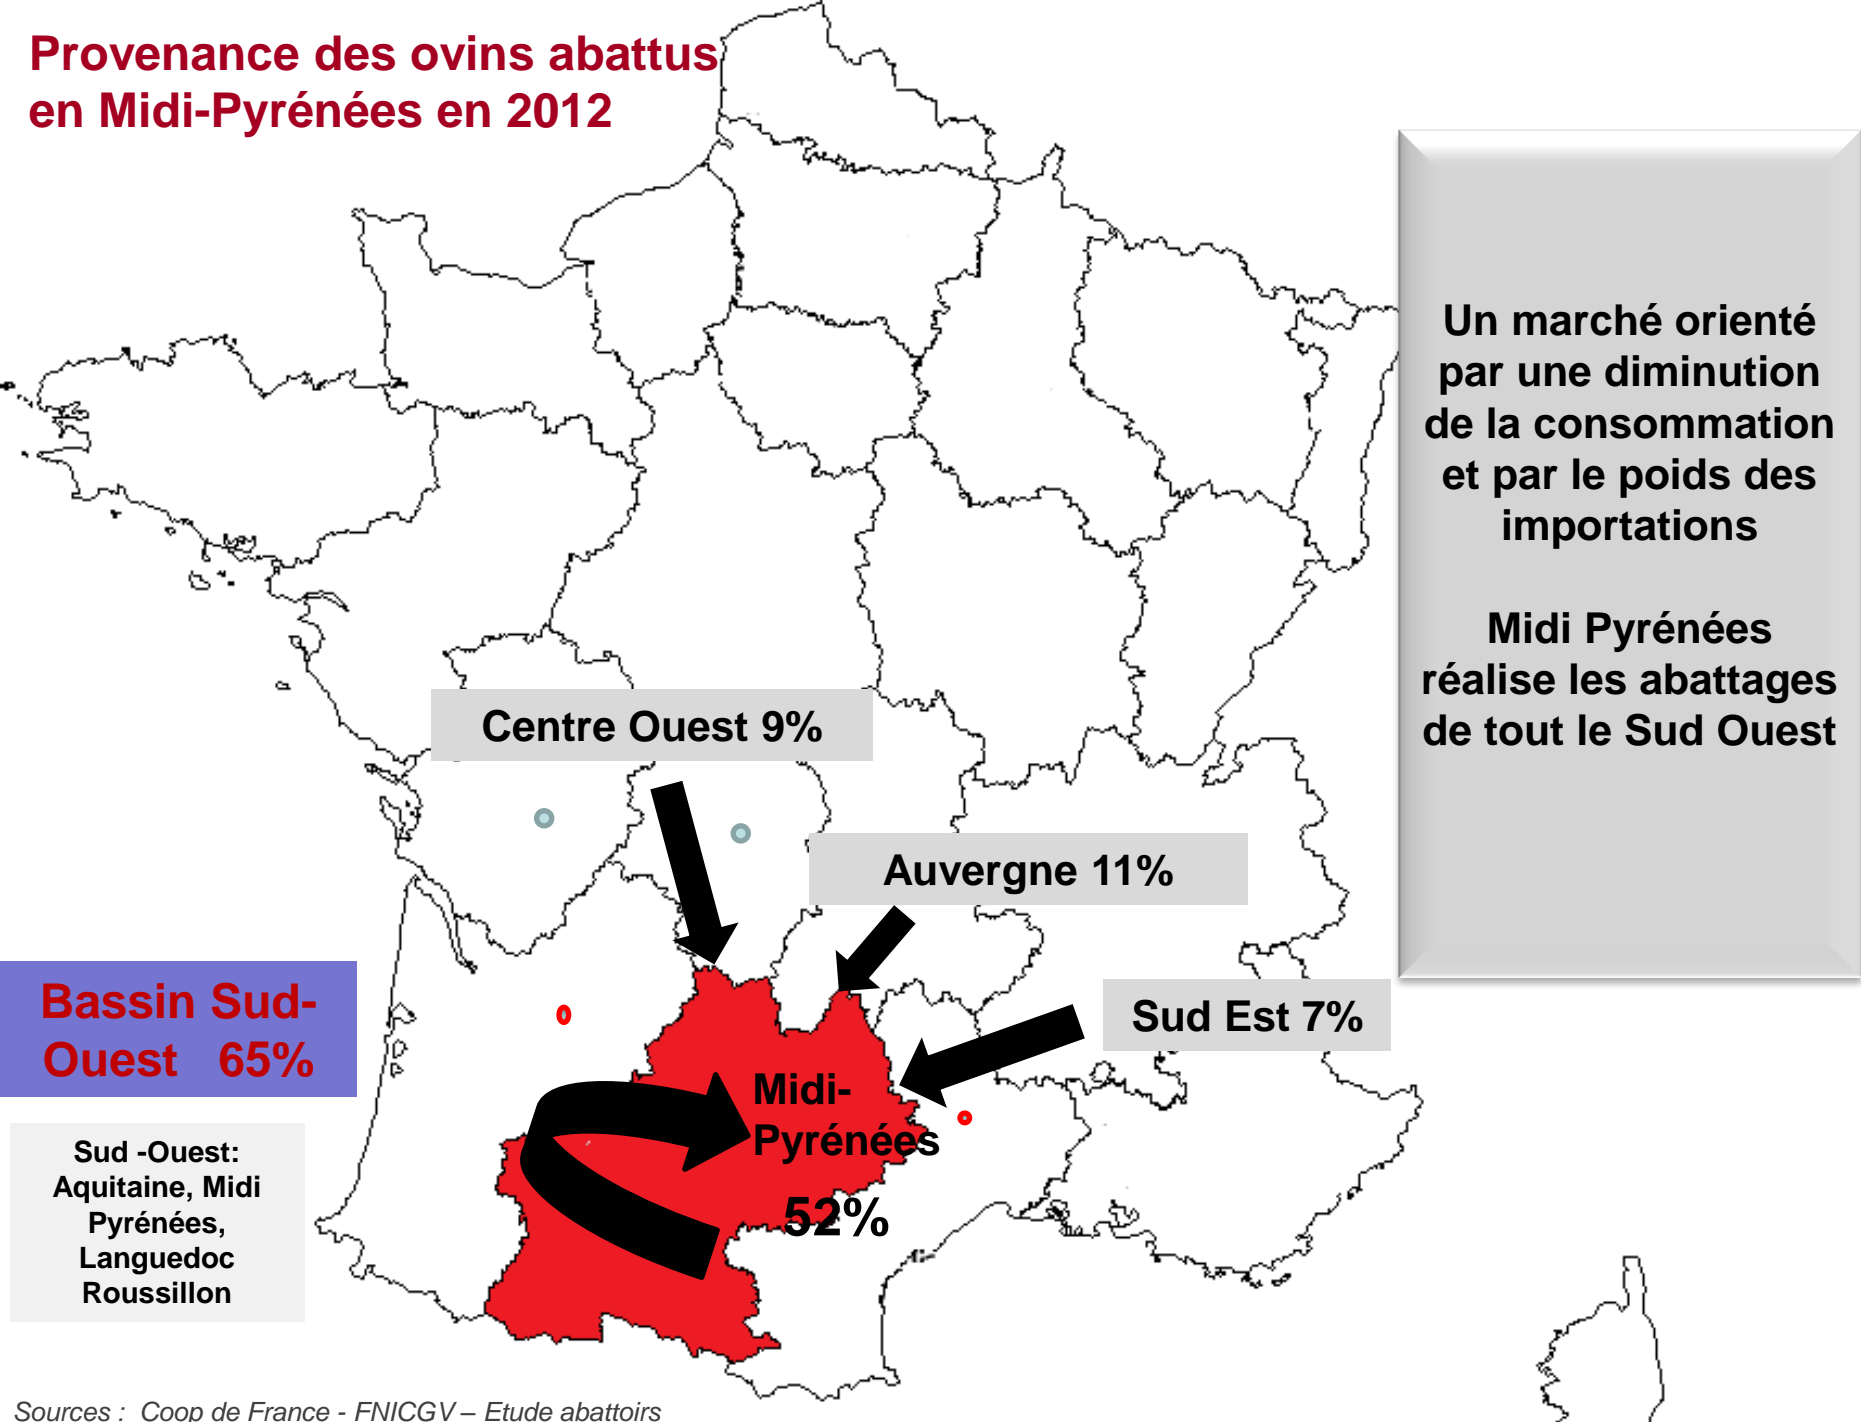 Provenance des ovins abattus
en Midi-Pyrénées en 2012
Un marché orienté
par une diminution
de la consommation
et par le poids des
importations
Midi Pyrénées
réalise les abattages
de tout le Sud Ouest
Centre Ouest 9%
Auvergne 11%
Sud Est 7%
Bassin Sud-
Ouest 65%
Midi-
Pyrénées
52%
Sud -Ouest:
Aquitaine, Midi
Pyrénées,
Languedoc
Roussillon
Sources : Coop de France - FNICGV – Etude abattoirs